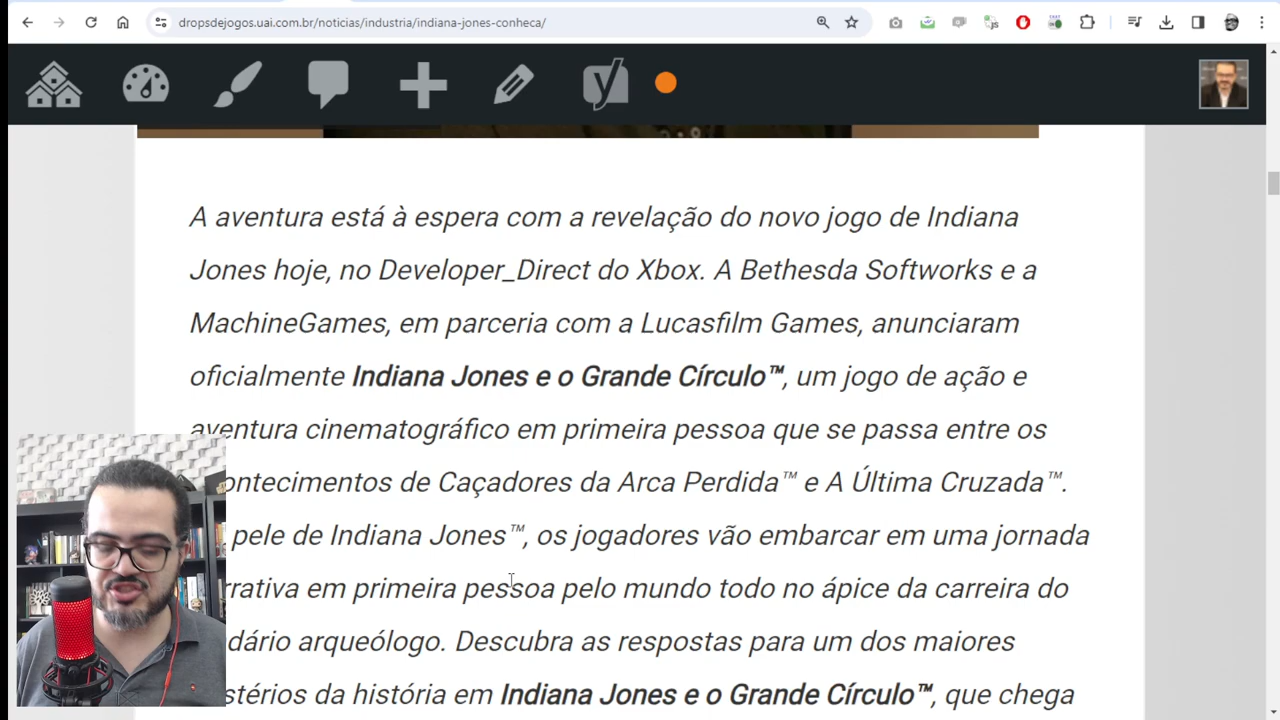 dropsdejogos.uai.com.br/noticias/industria/indiana-jones-conheca/
A aventura está à espera com a revelação do novo jogo de Indiana
Jones hoje, no Developer_Direct do Xbox. A Bethesda Softworks e a
MachineGames, em parceria com a Lucasfilm Games, anunciaram
oficialmente Indiana Jones e o Grande Círculo™, um jogo de ação e
aventura cinematográfico em primeira pessoa que se passa entre os
ontecimentos de Caçadores da Arca Perdida™ e A Última Cruzada™.
pele de Indiana Jones™, os jogadores vão embarcar em uma jornada
rrativa em primeira pessoa pelo mundo todo no ápice da carreira do
dário arqueólogo. Descubra as respostas para um dos maiores
stérios da história em Indiana Jones e o Grande Círculo™, que chega